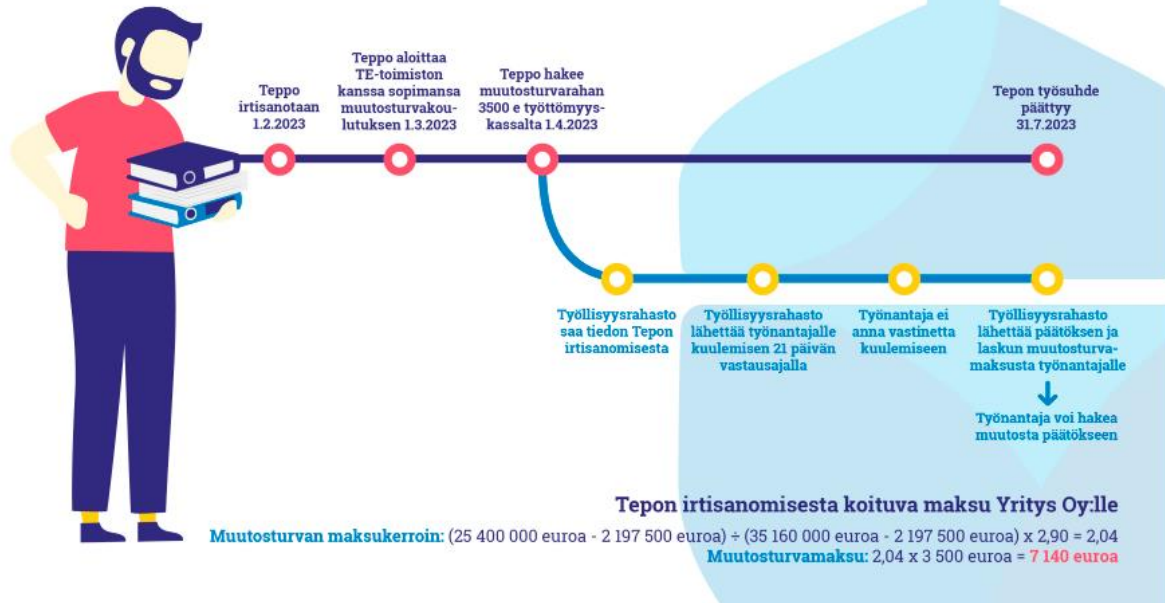 Teppo
irtisanotaan
1.2.2023
Teppo aloittaa
TE-toimiston
kanssa sopimansa
muutosturvakou-
lutuksen 1.3.2023
Teppo hakee
muutosturvarahan
3500 e työttömyys-
kassalta 1.4.2023
Tepon työsuhde
päättyy
31.7.2023
Työllisyysrahasto
saa tiedon Tepon
irtisanomisesta
Työllisyysrahasto
lähettää työnantajalle
kuulemisen 21 päivän
vastausajalla
Työnantaja ei
anna vastinetta
kuulemiseen
Työllisyysrahasto
lähettää päätöksen ja
laskun muutosturva-
maksusta työnantajalle
Työnantaja voi hakea
muutosta päätökseen
Tepon irtisanomisesta koituva maksu Yritys Oy:lle
Muutosturvan maksukerroin: (25 400 000 euroa - 2 197 500 euroa) ÷ (35 160 000 euroa - 2 197 500 euroa) x 2,90 = 2,04
Muutosturvamaksu: 2,04 x 3 500 euroa = 7 140 euroa